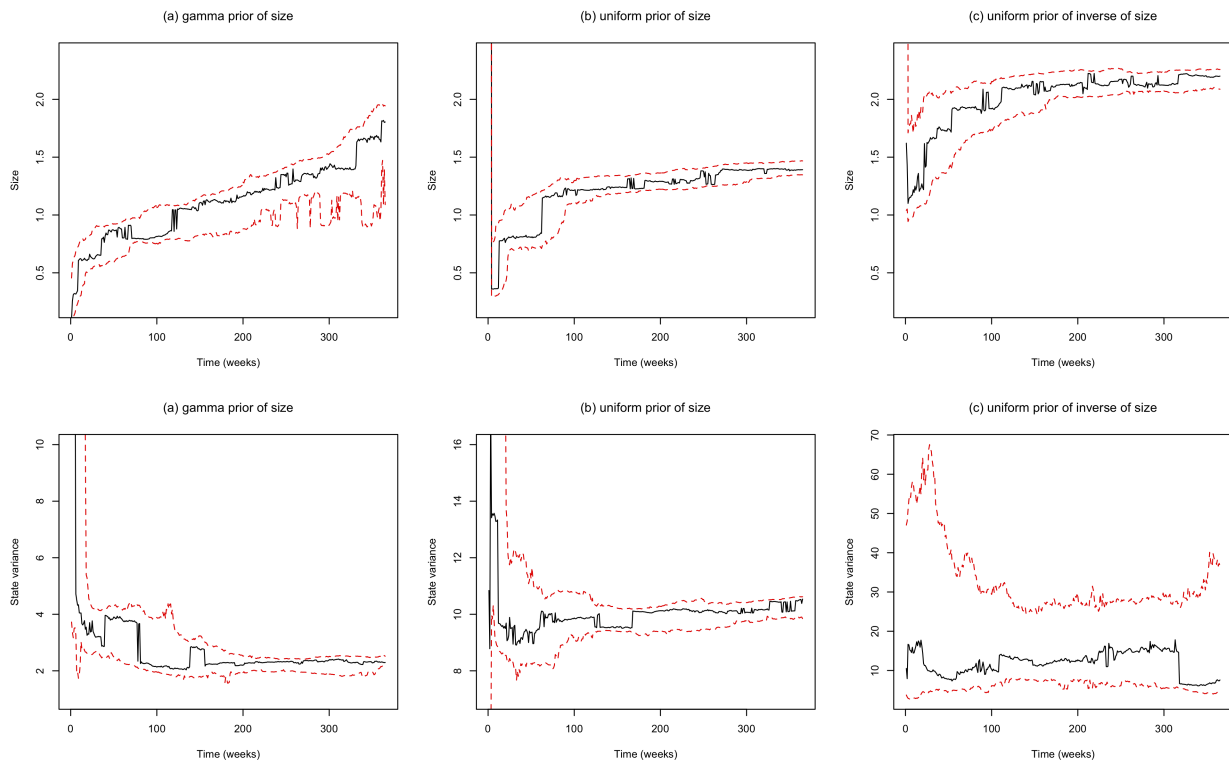 (a) gamma prior of size
(b) uniform prior of size
(c) uniform prior of inverse of size
Size
0.5 1.0 1.5 2.0
0 100 200 300
Time (weeks)
Size
0.5 1.0 1.5 2.0
0 100 200 300
Time (weeks)
Size
0.5 1.0 1.5 2.0
0 100 200 300
Time (weeks)
(a) gamma prior of size
(b) uniform prior of size
(c) uniform prior of inverse of size
State variance
2 4 6 8 10
0 100 200 300
Time (weeks)
State variance
8 10 12 14 16
0 100 200 300
Time (weeks)
State variance
10 20 30 40 50 60 70
0 100 200 300
Time (weeks)